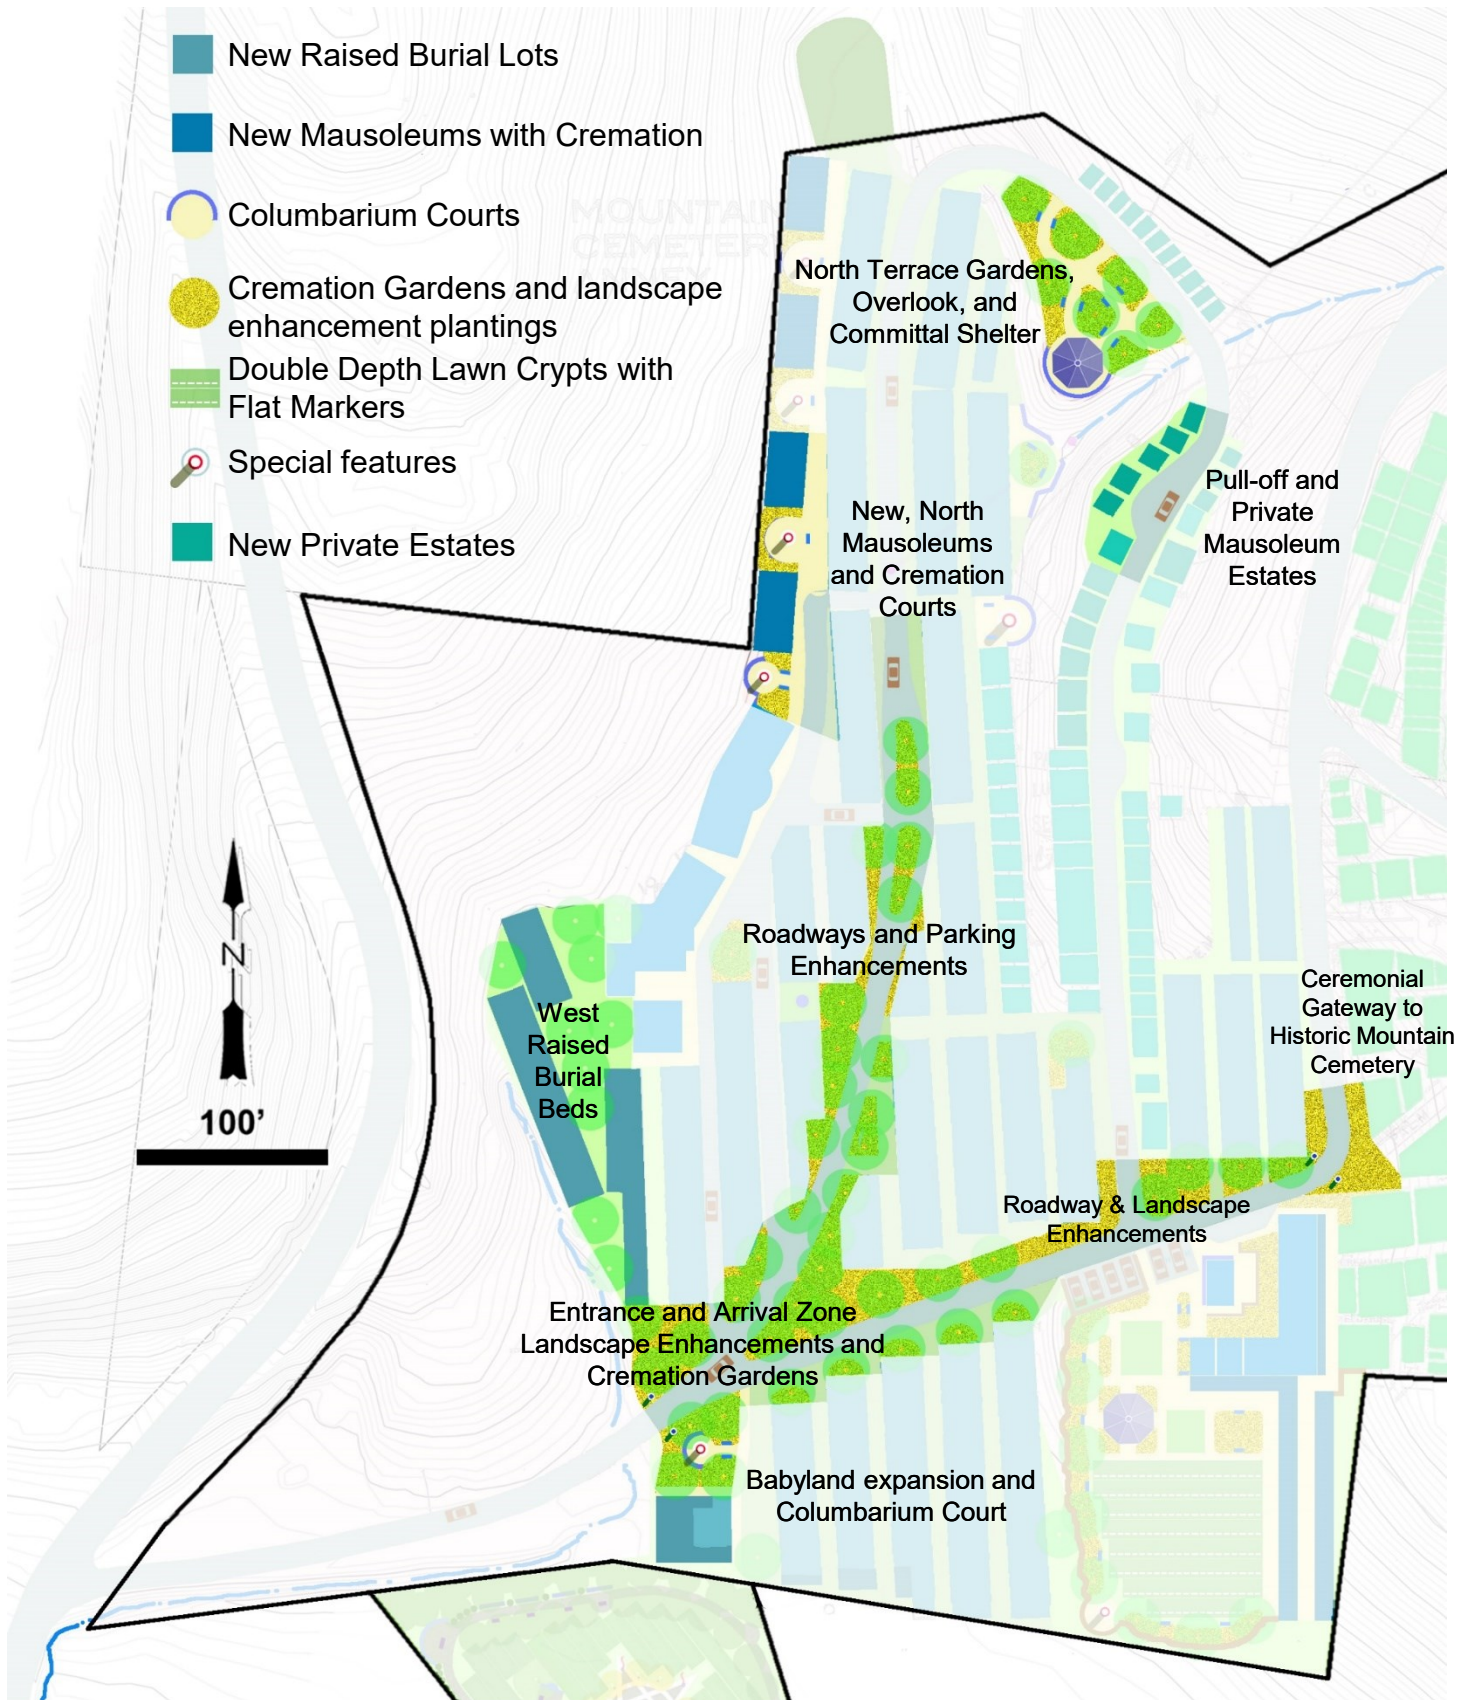 New Raised Burial Lots
New Mausoleums with Cremation
Columbarium Courts
MOUNTAIN
CEMETERY
Cremation Gardens and landscape
enhancement plantings
Double Depth Lawn Crypts with
Flat Markers
Special features
New Private Estates
North Terrace Gardens,
Overlook, and
Committal Shelter
Pull-off and
Private
Mausoleum
Estates
New, North
Mausoleums
and Cremation
Courts
N
100’
Roadways and Parking
Enhancements
West
Raised
Burial
Beds
Ceremonial
Gateway to
Historic Mountain
Cemetery
Roadway & Landscape
Enhancements
Entrance and Arrival Zone
Landscape Enhancements and
Cremation Gardens
Babyland expansion and
Columbarium Court